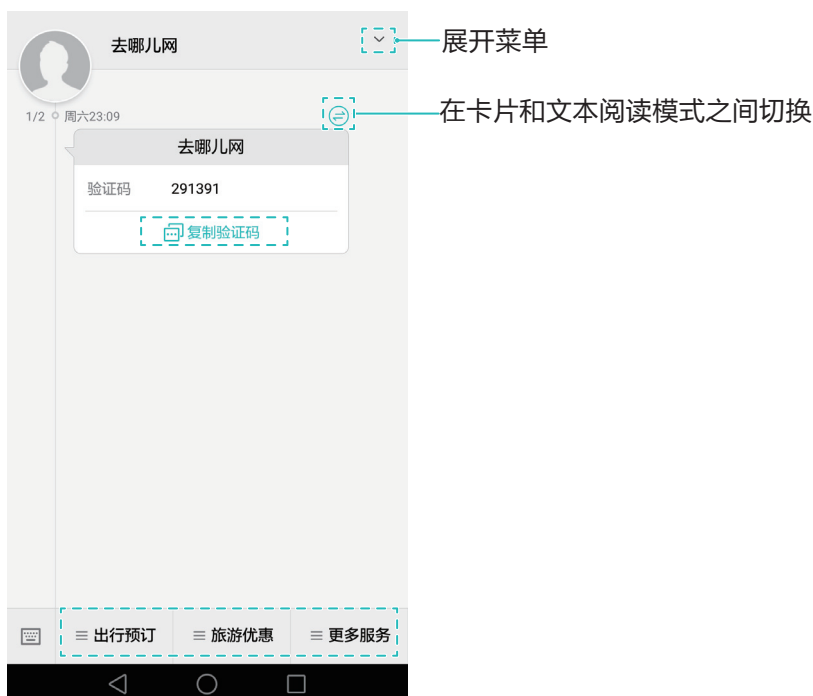 去哪儿网
展开菜单
1/2 周六23:09
在卡片和文本阅读模式之间切换
去哪儿网
验证码 291391
复制验证码
出行预订 旅游优惠 更多服务